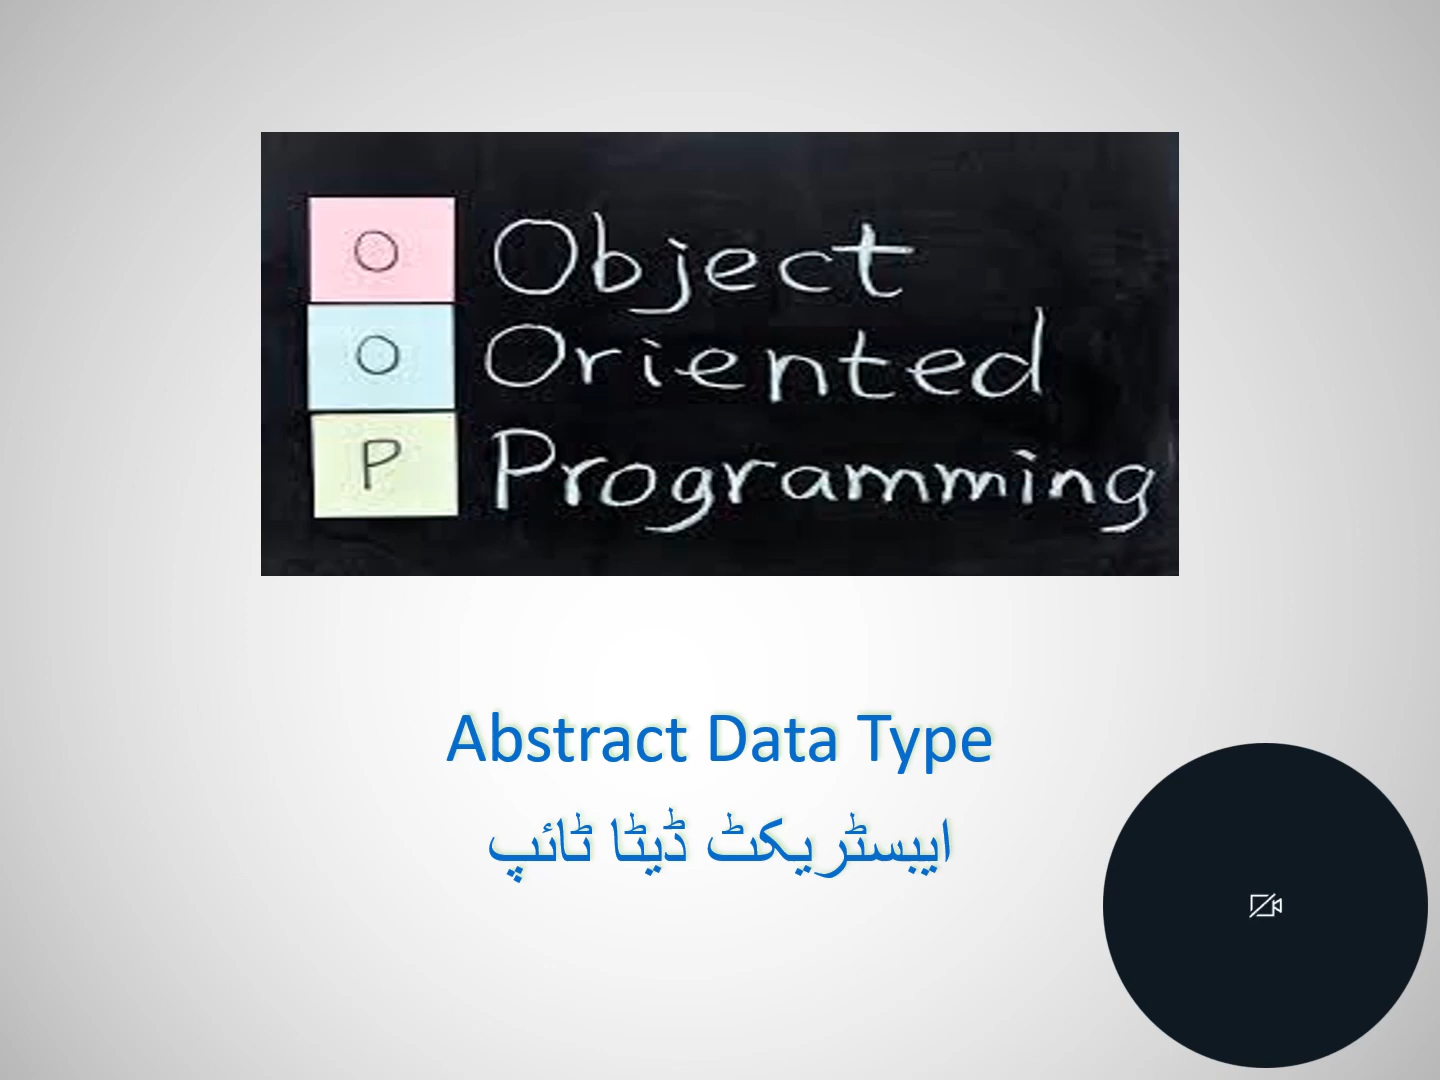 O Object
O Oriented
P Programming
Abstract Data Type
ایبسٹریکٹ ڈیٹا ٹائپ